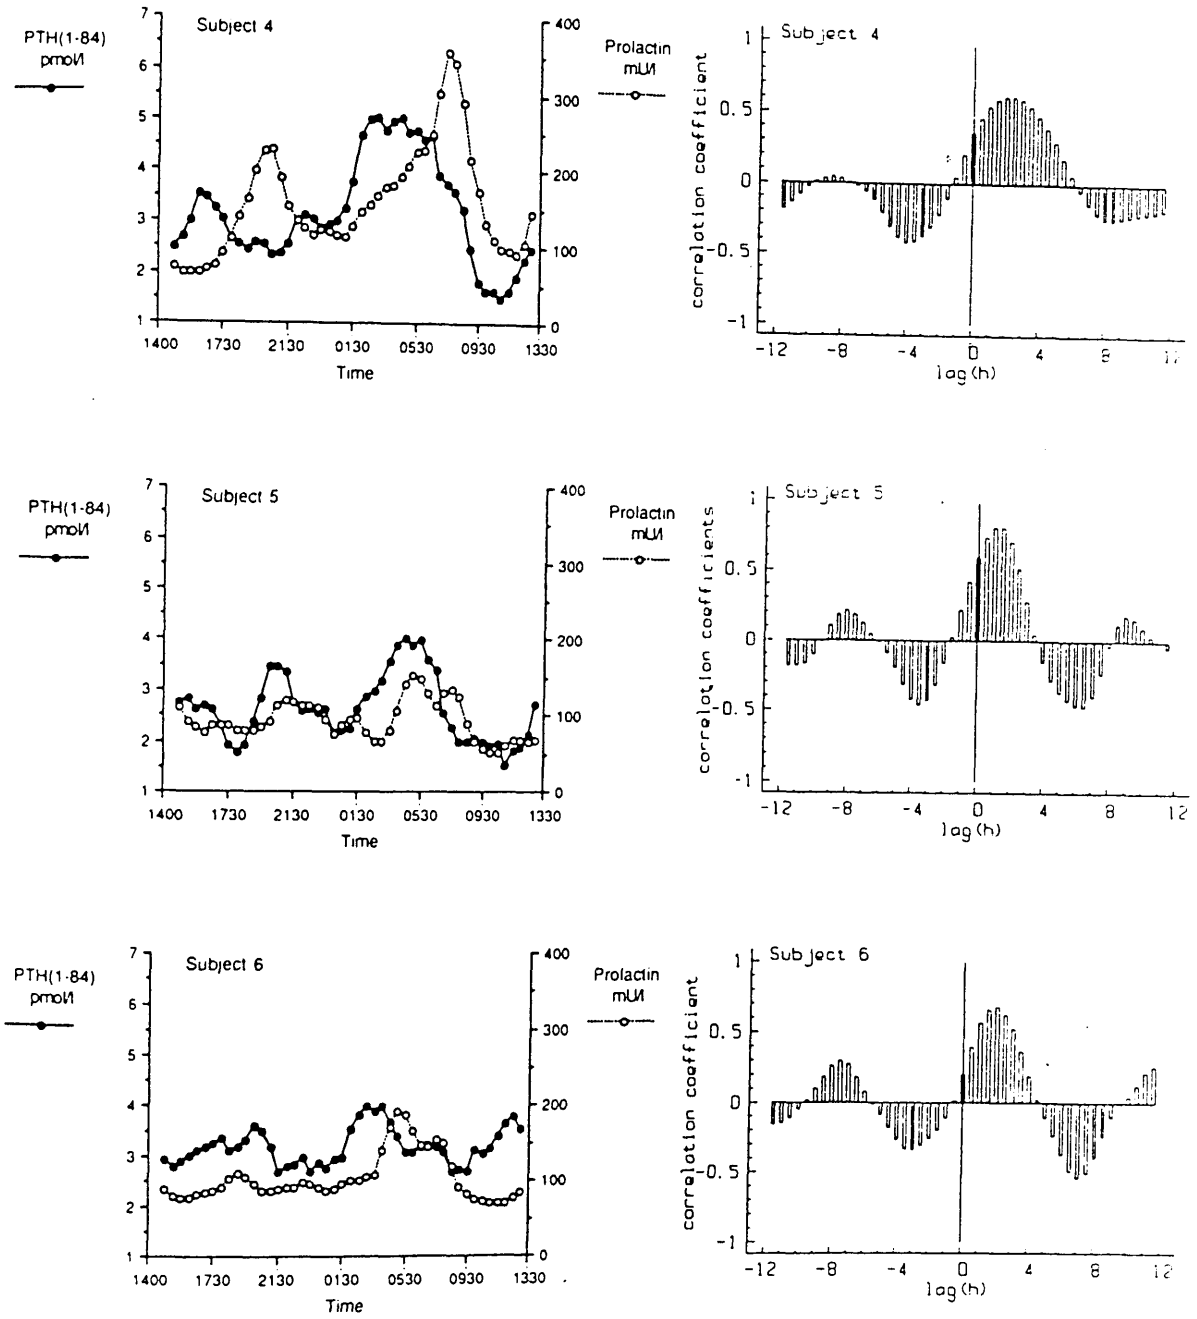 Subject 4
PTH(1-84)
pmol/l
7
6
5
4
3
2
1
400
300
200
100
0
1400 1730 2130 0130 0530 0930 1330
Time
Prolactin
mU/l
Subject 4
correlation coefficient
1
0.5
0
-0.5
-1
-12 -8 -4 0 4 8 12
lag(h)
Subject 5
PTH(1-84)
pmol/l
7
6
5
4
3
2
1
400
300
200
100
0
1400 1730 2130 0130 0530 0930 1330
Time
Prolactin
mU/l
Subject 5
correlation coefficients
1
0.5
0
-0.5
-1
-12 -8 -4 0 4 8 12
lag(h)
Subject 6
PTH(1-84)
pmol/l
7
6
5
4
3
2
1
400
300
200
100
0
1400 1730 2130 0130 0530 0930 1330
Time
Prolactin
mU/l
Subject 6
correlation coefficient
1
0.5
0
-0.5
-1
-12 -8 -4 0 4 8 12
lag(h)